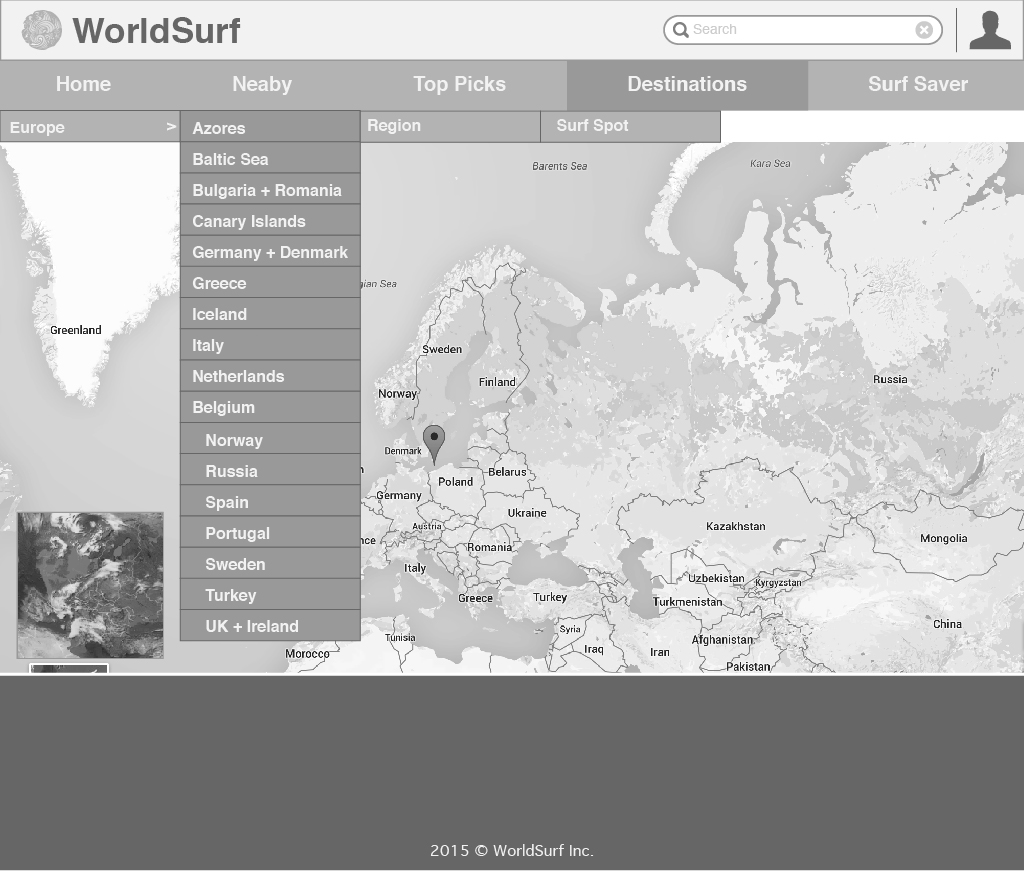 WorldSurf
Search
Home
Neaby
Top Picks
Destinations
Surf Saver
Europe
>
Azores
Region
Surf Spot
Baltic Sea
Bulgaria + Romania
Canary Islands
Germany + Denmark
Greece
Iceland
Italy
Netherlands
Belgium
Norway
Russia
Spain
Portugal
Sweden
Turkey
UK + Ireland
Barents Sea
Kara Sea
gian Sea
Greenland
Sweden
Finland
Norway
Russia
Denmark
Belarus
Poland
Germany
Ukraine
Austria
Kazakhstan
nce
Romania
Mongolia
Italy
Uzbekistan
Kyrgyzstan
Greece
Turkey
Turkmenistan
China
Syria
Tunisia
Afghanistan
Iraq
Iran
Morocco
Pakistan
2015 © WorldSurf Inc.